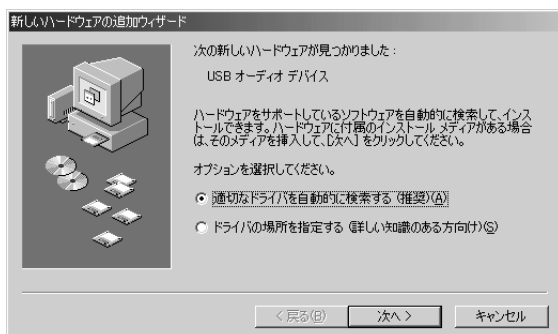 新しいハードウェアの追加ウィザード
次の新しいハードウェアが見つかりました :
USB オーディオ デバイス
ハードウェアをサポートしているソフトウェアを自動的に検索して、インス
トールできます。ハードウェアに付属のインストール メディアがある場合
は、そのメディアを挿入して、[次へ] をクリックしてください。
オプションを選択してください。
適切なドライバを自動的に検索する (推奨)(A)
ドライバの場所を指定する (詳しい知識のある方向け)(S)
< 戻る(B)
次へ >
キャンセル